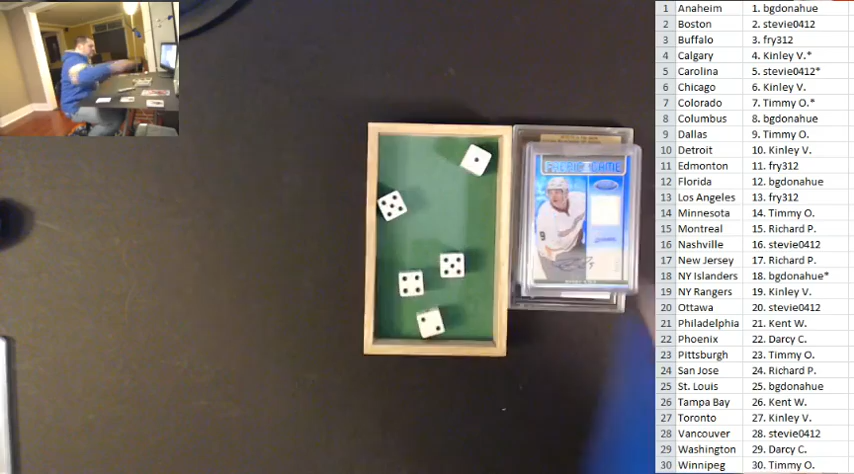 FABRIC OF THE GAME
9
1 Anaheim 1. bgdonahue
2 Boston 2. stevie0412
3 Buffalo 3. fry312
4 Calgary 4. Kinley V.*
5 Carolina 5. stevie0412*
6 Chicago 6. Kinley V.
7 Colorado 7. Timmy O.*
8 Columbus 8. bgdonahue
9 Dallas 9. Timmy O.
10 Detroit 10. Kinley V.
11 Edmonton 11. fry312
12 Florida 12. bgdonahue
13 Los Angeles 13. fry312
14 Minnesota 14. Timmy O.
15 Montreal 15. Richard P.
16 Nashville 16. stevie0412
17 New Jersey 17. Richard P.
18 NY Islanders 18. bgdonahue*
19 NY Rangers 19. Kinley V.
20 Ottawa 20. stevie0412
21 Philadelphia 21. Kent W.
22 Phoenix 22. Darcy C.
23 Pittsburgh 23. Timmy O.
24 San Jose 24. Richard P.
25 St. Louis 25. bgdonahue
26 Tampa Bay 26. Kent W.
27 Toronto 27. Kinley V.
28 Vancouver 28. stevie0412
29 Washington 29. Darcy C.
30 Winnipeg 30. Timmy O.